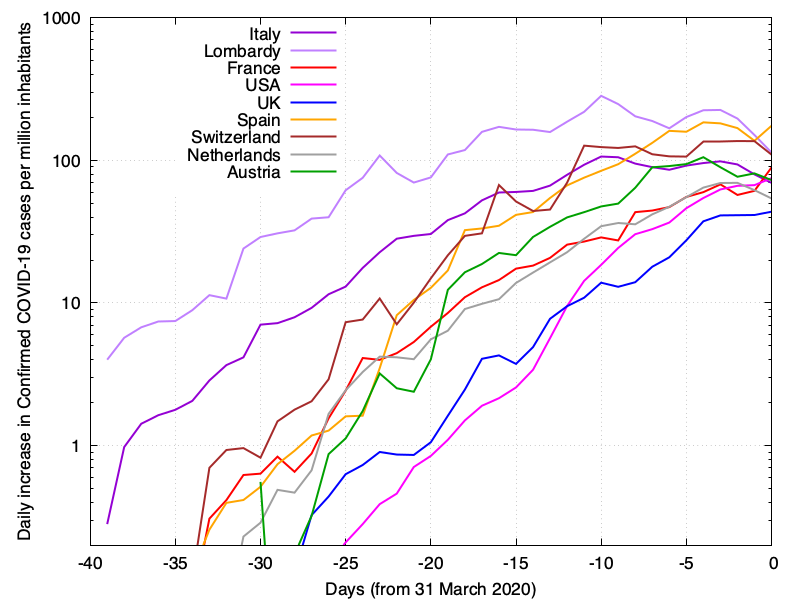 Daily increase in Confirmed COVID-19 cases per million inhabitants
1000
100
10
1
Italy
Lombardy
France
USA
UK
Spain
Switzerland
Netherlands
Austria
-40 -35 -30 -25 -20 -15 -10 -5 0
Days (from 31 March 2020)